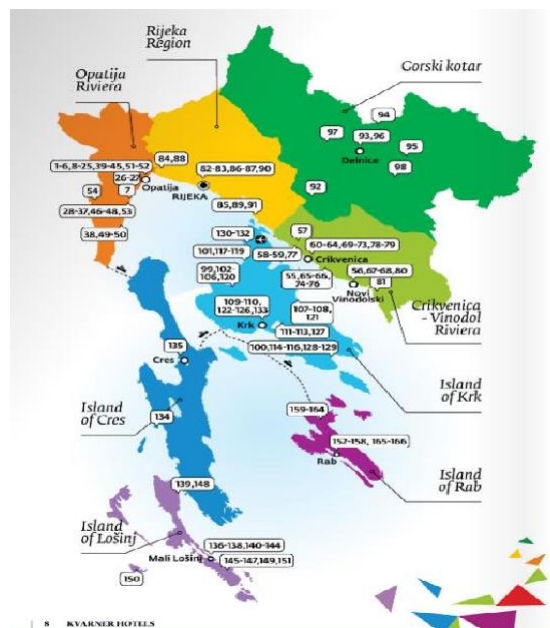 Rijeka
Region
Opatija
Riviera
Gorski kotar
94
97
93,96
Delnice
95
98
84,88
1-6,8-25,39-45,51-52
26-27
54
7
Opatija
82-83,86-87,90
RIJEKA
92
28-37,46-48,53
85,89,91
38,49-50
57
130-132
60-64,69-73,78-79
101,117-119
58-59,77
Crikvenica
99,102-
106,120
55,65-66,
74-76
56,67-68,80
Novi
Vinodolski
81
109-110,
122-126,133
107-108,
121
Crikvenica
- Vinodol
Riviera
Krk
111-113,127
100,114-116,128-129
135
Cres
Island
of Krk
134
Island
of Cres
159-164
152-158, 165-166
Rab
Island
of Rab
139,148
Island
of Lošinj
136-138,140-144
Mali Lošinj
145-147,149,151
150
8 KVARNER HOTELS